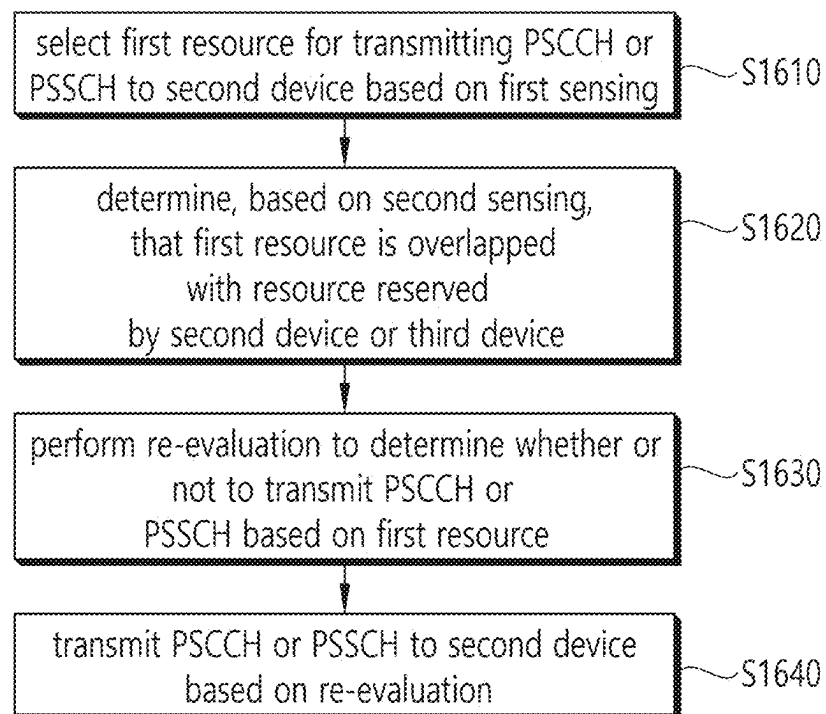 select first resource for transmitting PSCCH or
PSSCH to second device based on first sensing
S1610
determine, based on second sensing,
that first resource is overlapped
with resource reserved
by second device or third device
S1620
perform re-evaluation to determine whether or
not to transmit PSCCH or
PSSCH based on first resource
S1630
transmit PSCCH or PSSCH to second device
based on re-evaluation
S1640